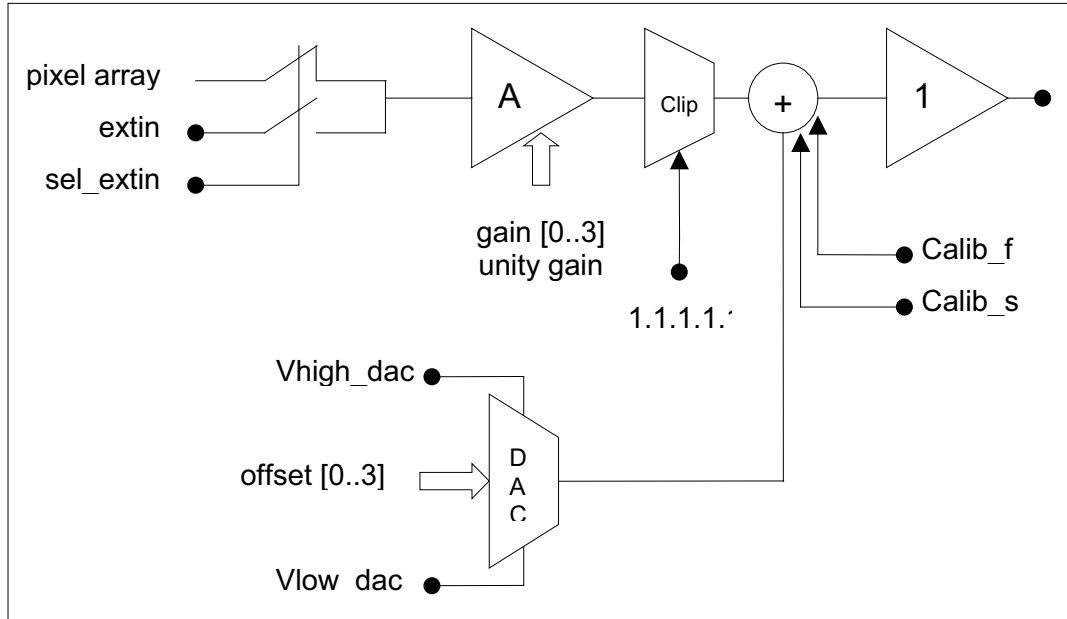 pixel array
extin
sel_extin
A
Clip
+
1
gain [0..3]
unity gain
Calib_f
Calib_s
Vhigh_dac
offset [0..3]
D
A
C
Vlow dac